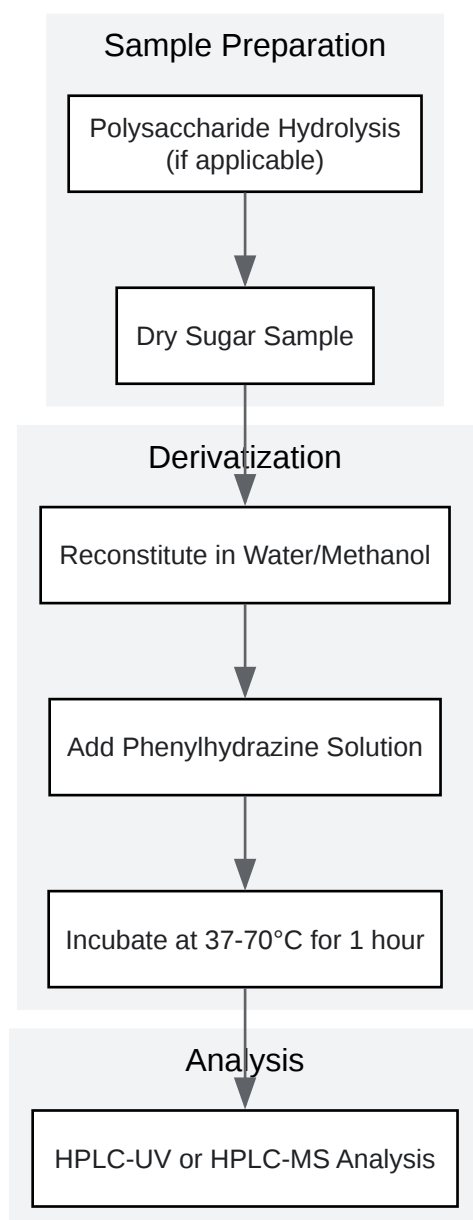 Sample Preparation
Polysaccharide Hydrolysis
(if applicable)
Dry Sugar Sample
Derivatization
Reconstitute in Water/Methanol
Add Phenylhydrazine Solution
Incubate at 37-70°C for 1 hour
Analysis
HPLC-UV or HPLC-MS Analysis